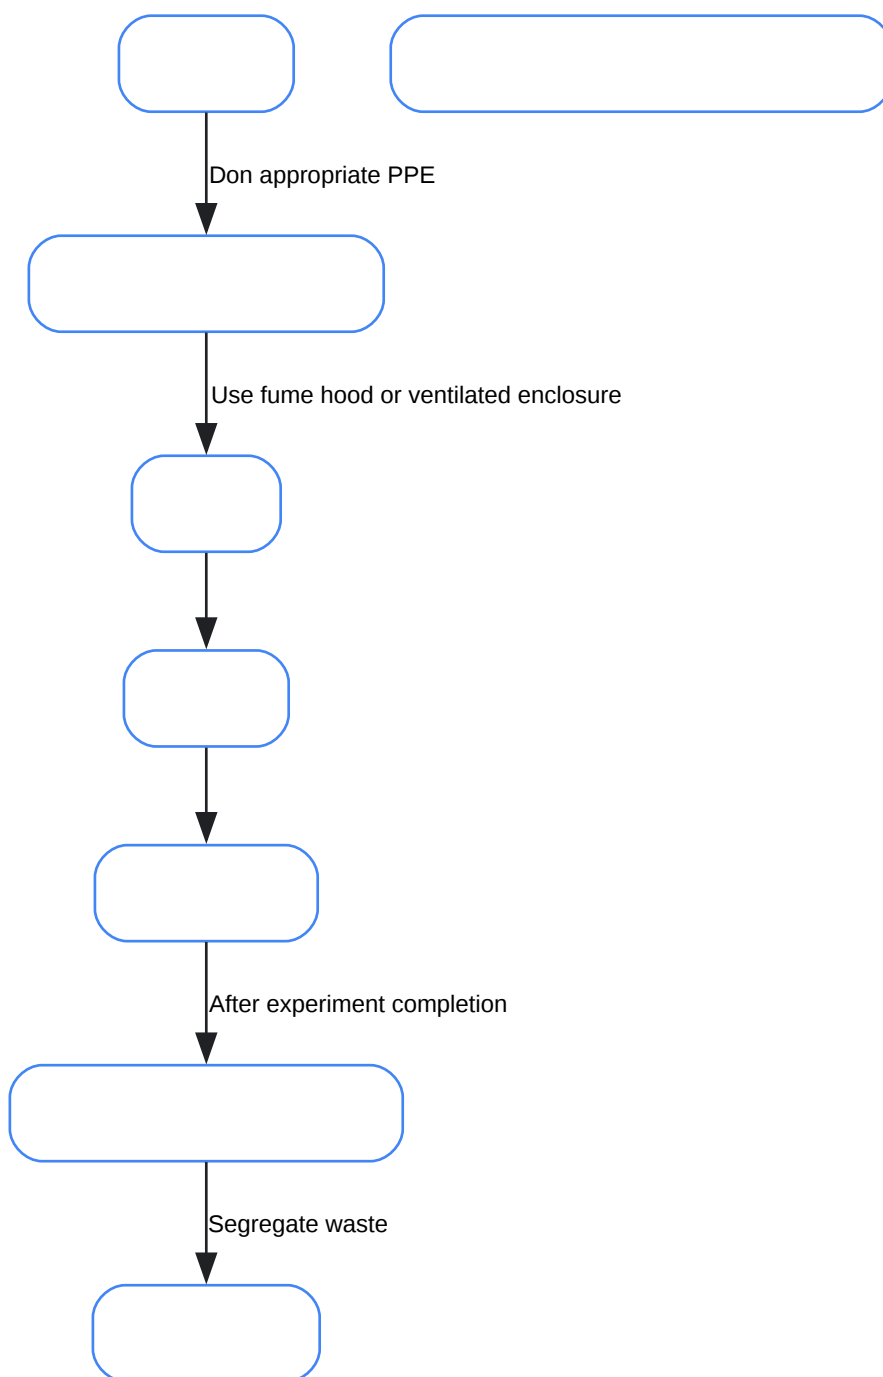 Don appropriate PPE
Use fume hood or ventilated enclosure
After experiment completion
Segregate waste